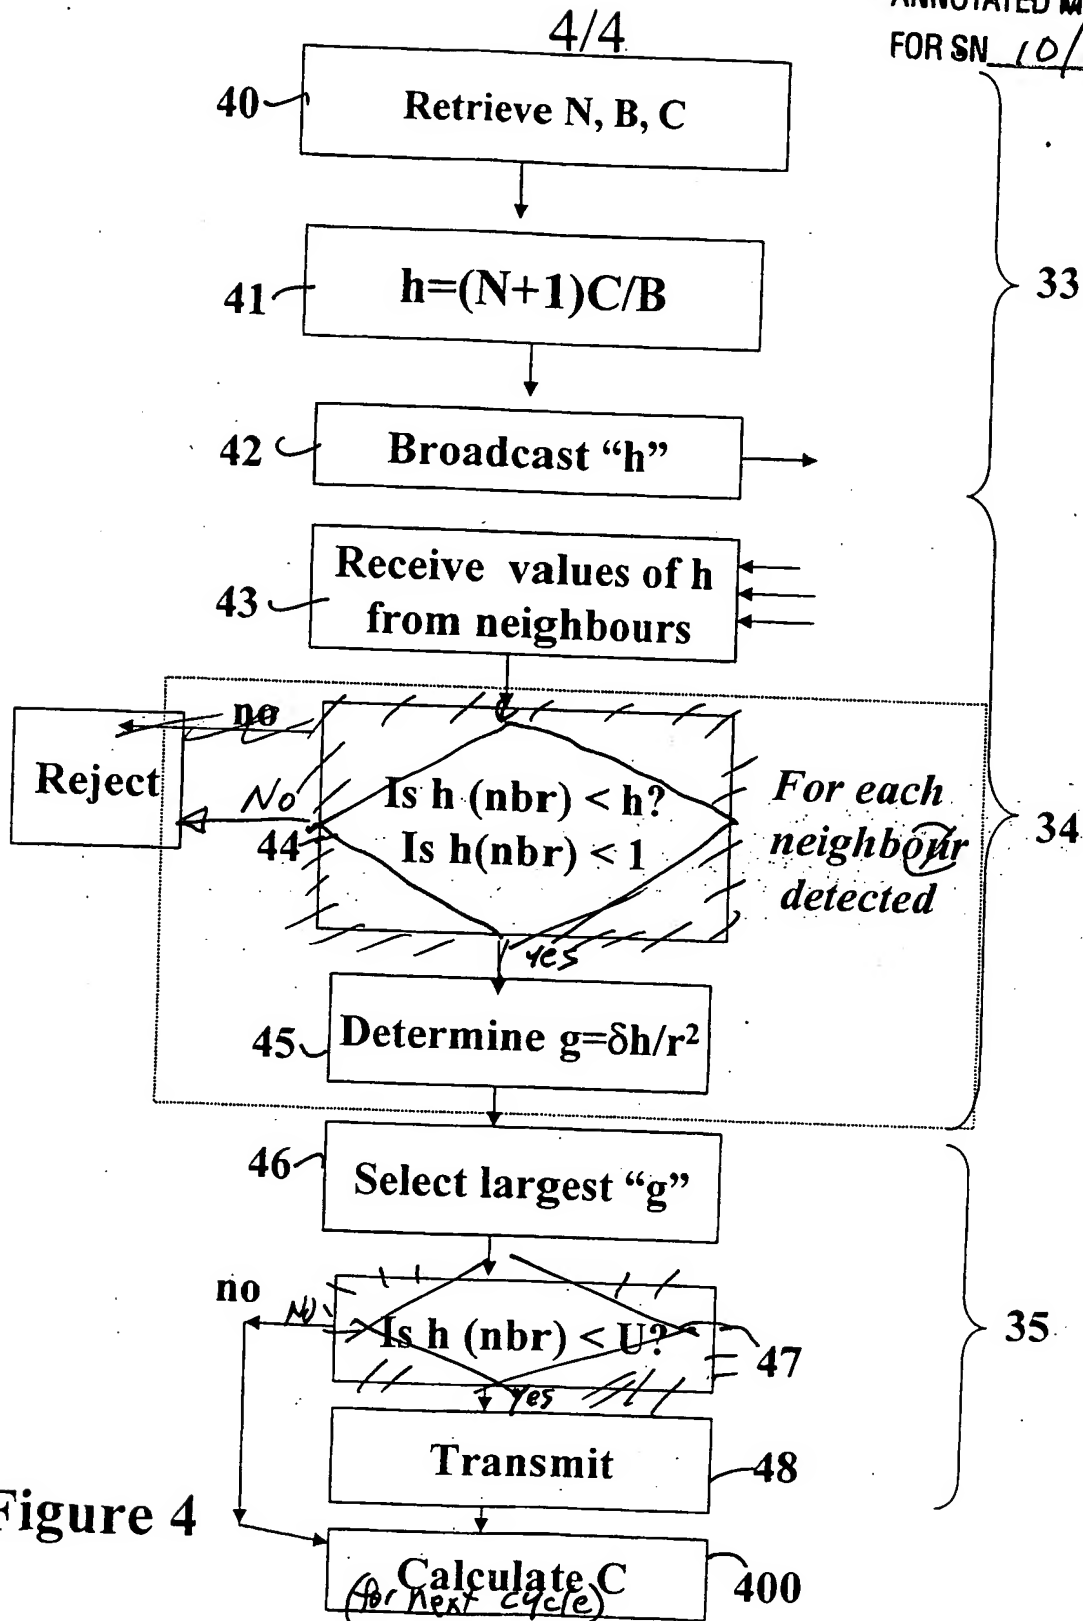 ANNOTATED
FOR SN 10/
4/4
40
Retrieve N, B, C
41
h=(N+1)C/B
33
42
Broadcast “h”
43
Receive values of h
from neighbours
no
Reject
No
44
Is h (nbr) < h?
Is h(nbr) < 1
For each
neighbour
detected
34
yes
45
Determine g=δh/r²
46
Select largest “g”
no
No
Is h (nbr) < U?
47
35
Yes
Transmit
48
Figure 4
Calculate C
(for next cycle)
400